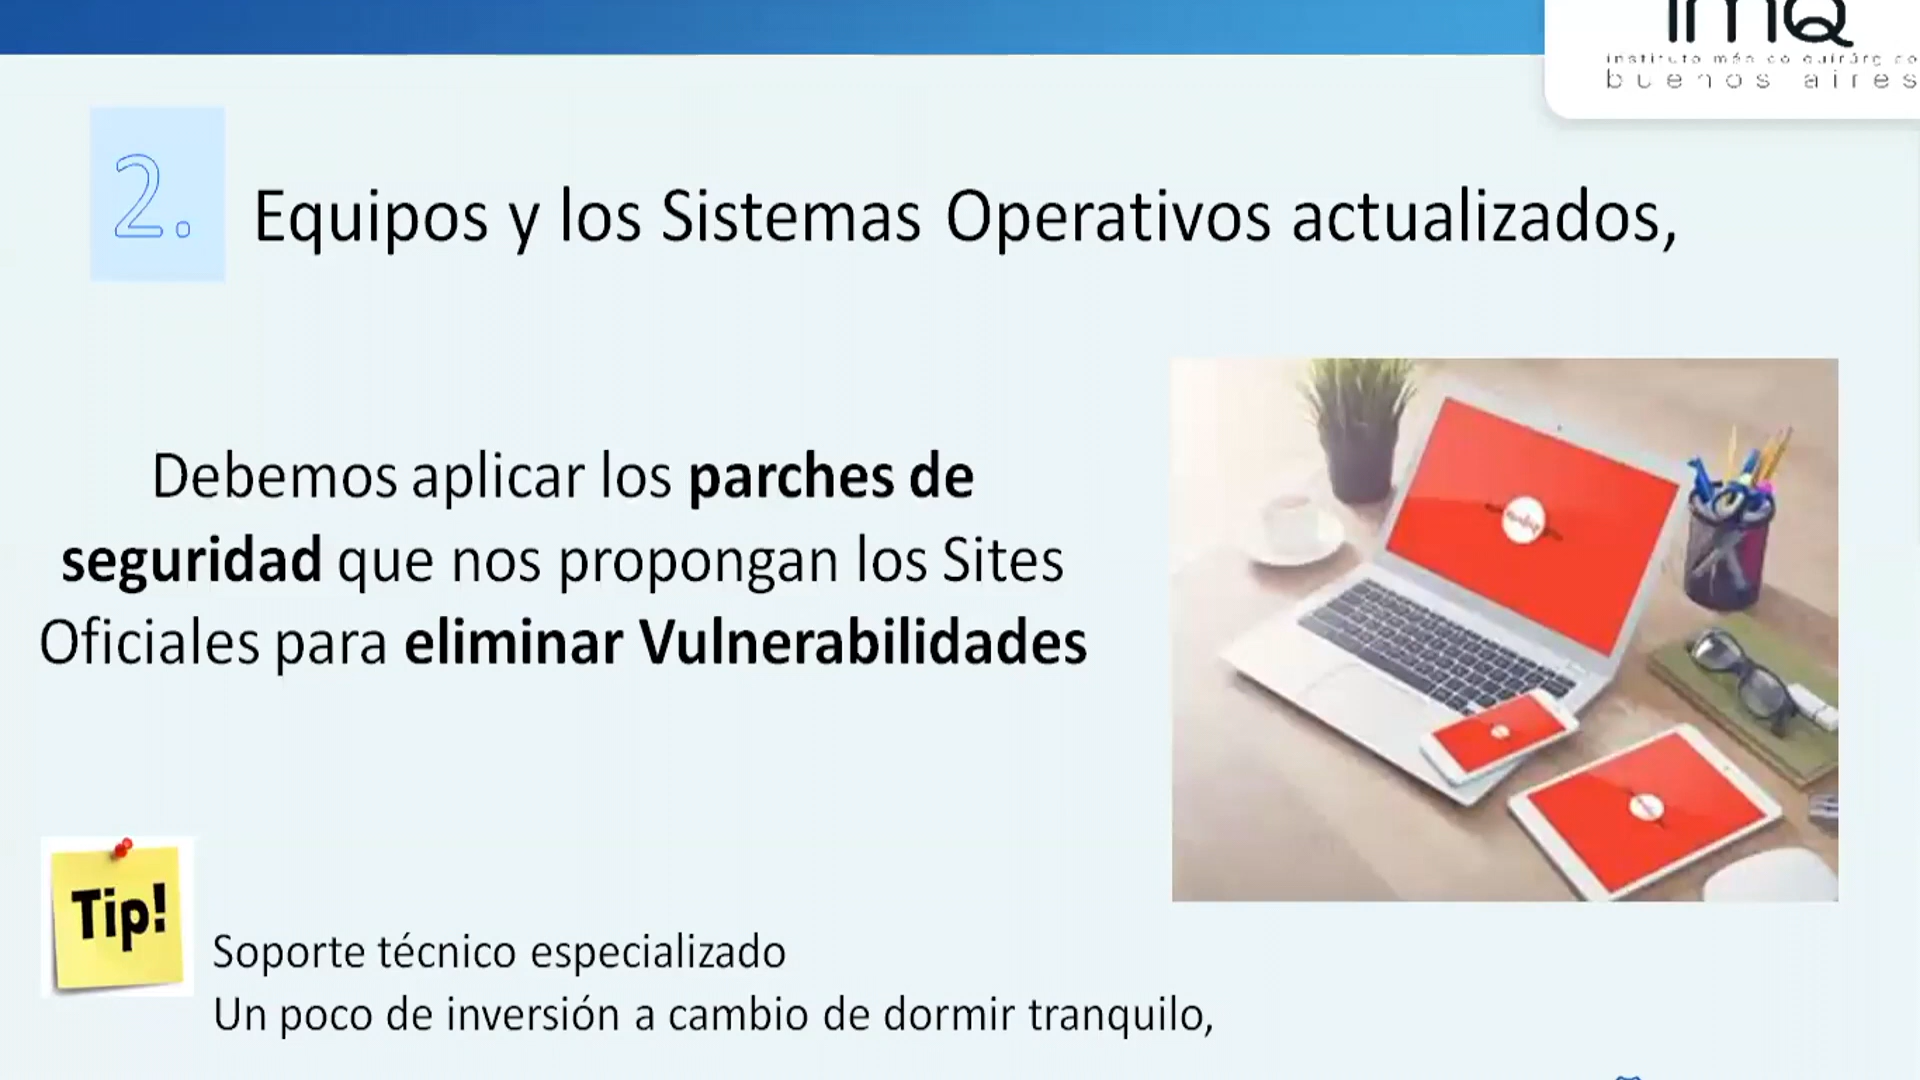 imQ
buenos aires
2. Equipos y los Sistemas Operativos actualizados,
Debemos aplicar los parches de
seguridad que nos propongan los Sites
Oficiales para eliminar Vulnerabilidades
Tip!
Soporte técnico especializado
Un poco de inversión a cambio de dormir tranquilo,